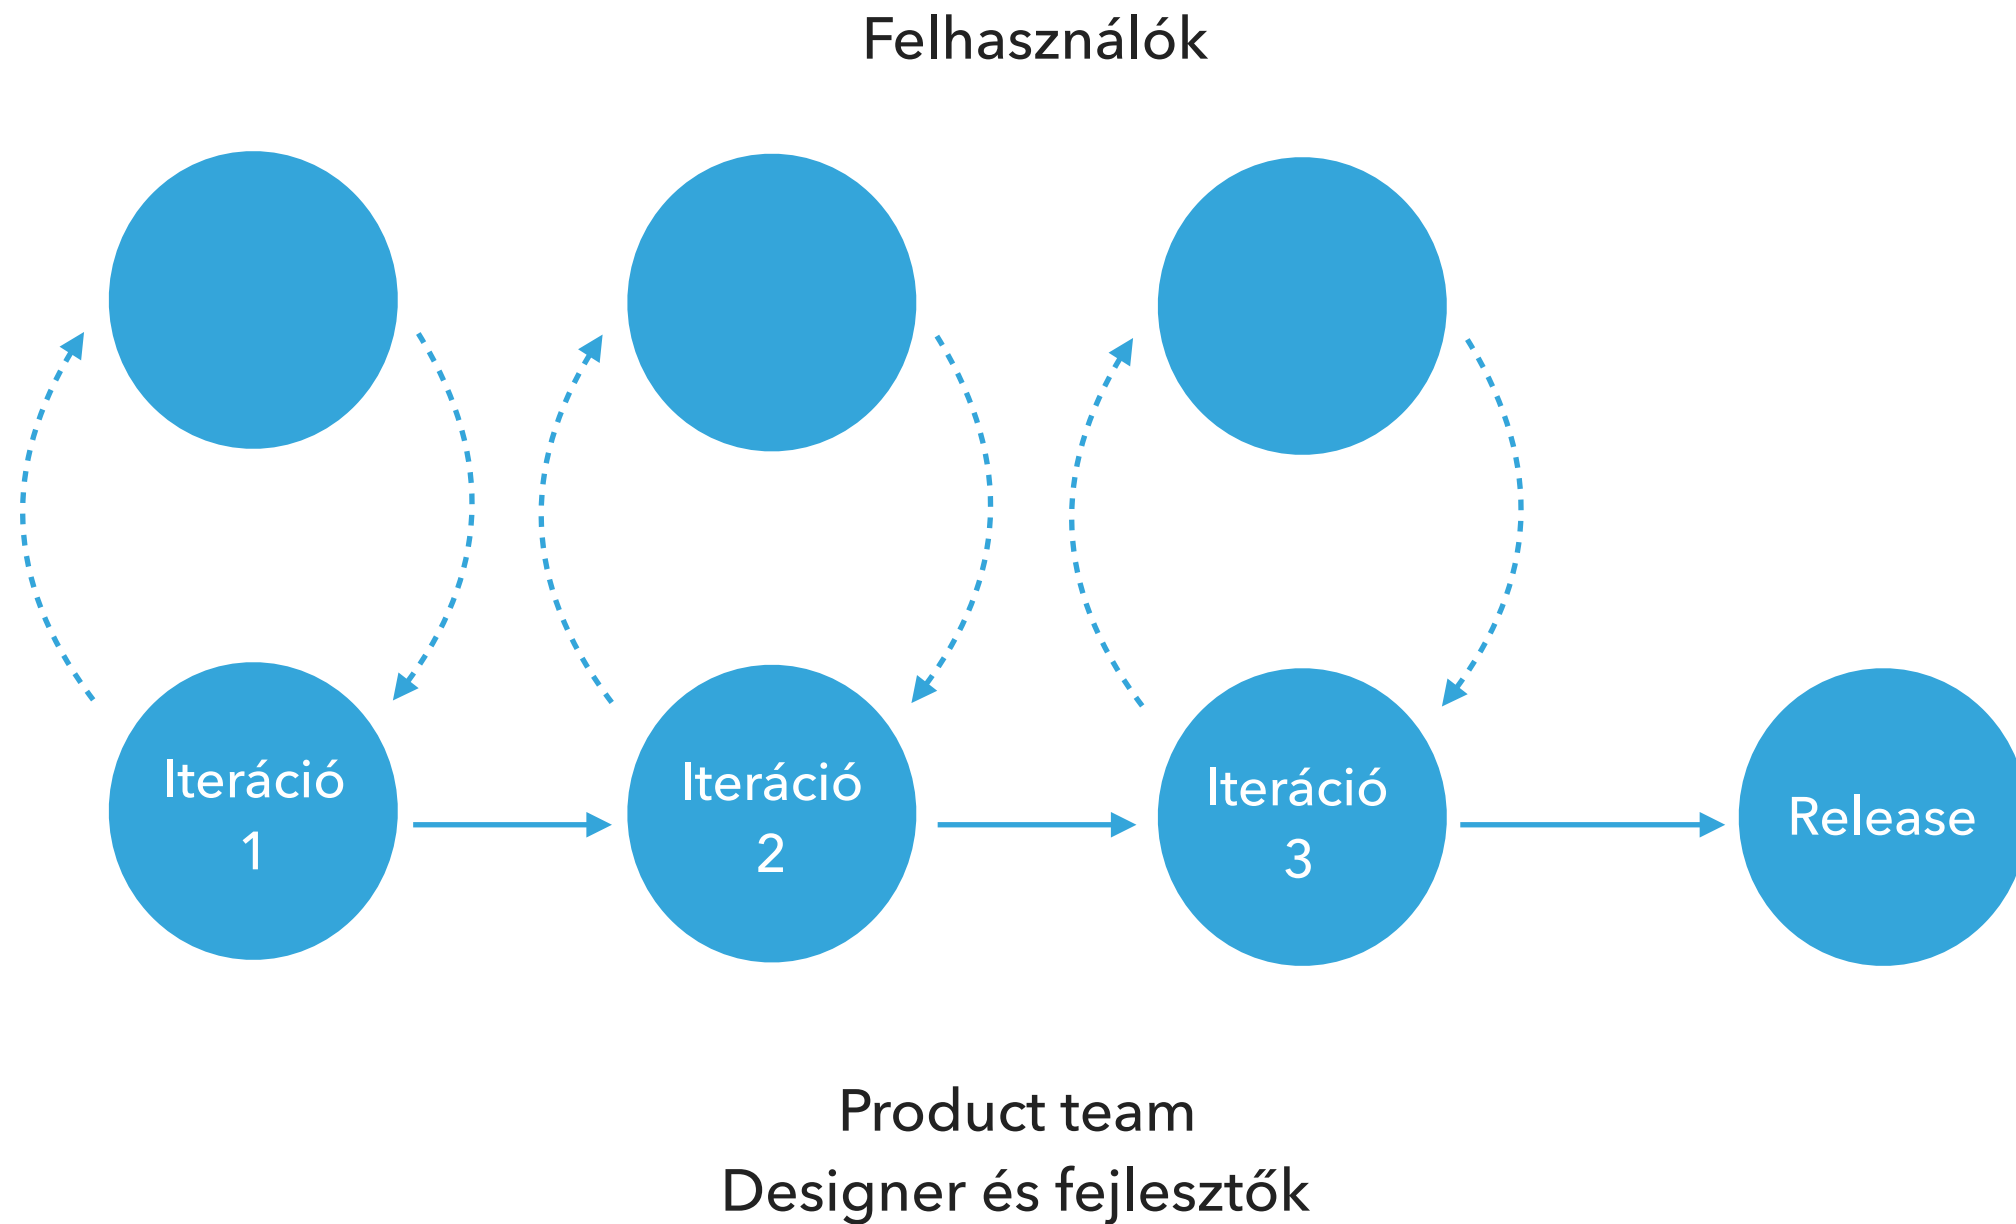 Felhasználók
Iteráció
1
Iteráció
2
Iteráció
3
Release
Product team
Designer és fejlesztők